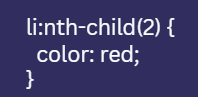 li:nth-child(2) {
  color: red;
}